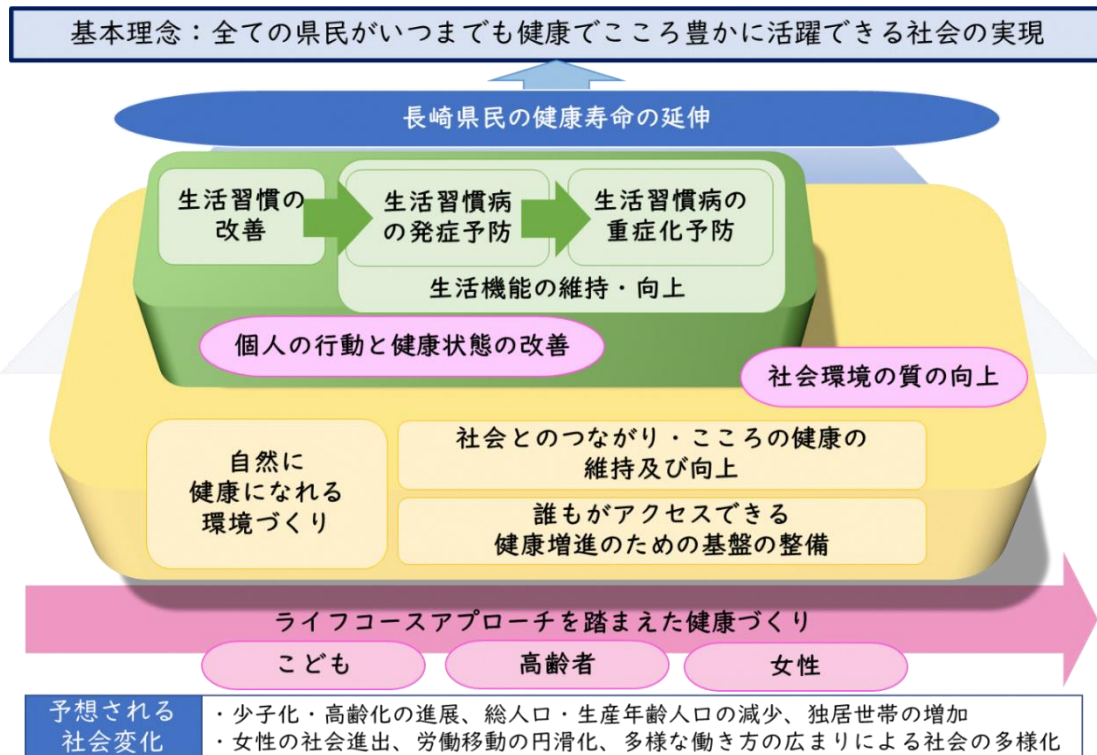 基本理念：全ての県民がいつまでも健康でこころ豊かに活躍できる社会の実現
長崎県民の健康寿命の延伸
生活習慣の
改善
生活習慣病
の発症予防
生活習慣病の
重症化予防
生活機能の維持・向上
個人の行動と健康状態の改善
社会環境の質の向上
自然に
健康になれる
環境づくり
社会とのつながり・こころの健康の
維持及び向上
誰もがアクセスできる
健康増進のための基盤の整備
ライフコースアプローチを踏まえた健康づくり
こども
高齢者
女性
予想される
社会変化
・少子化・高齢化の進展、総人口・生産年齢人口の減少、独居世帯の増加
・女性の社会進出、労働移動の円滑化、多様な働き方の広まりによる社会の多様化